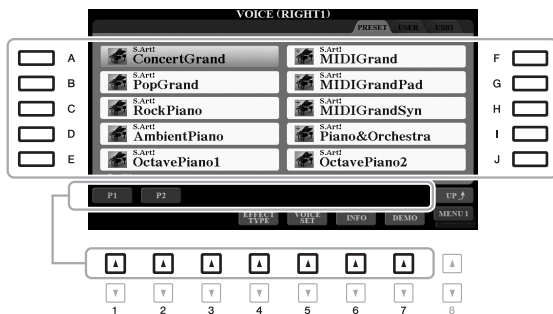 VOICE (RIGHT1)
PRESET USER USB1
A S.Art! ConcertGrand S.Art! MIDIGrand F
B S.Art! PopGrand S.Art! MIDIGrandPad G
C S.Art! RockPiano S.Art! MIDIGrandSyn H
D S.Art! AmbientPiano S.Art! Piano&Orchestra I
E S.Art! OctavePiano1 S.Art! OctavePiano2 J
P1 P2 UP
EFFECT TYPE VOICE SET INFO DEMO MENU 1
1 2 3 4 5 6 7 8